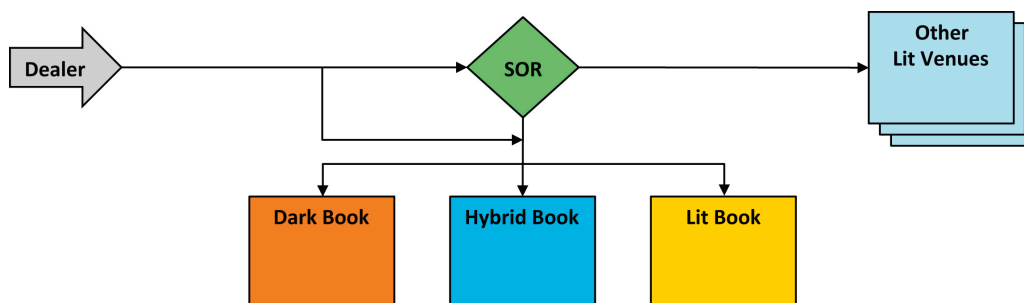 Dealer
SOR
Other
Lit Venues
Dark Book
Hybrid Book
Lit Book